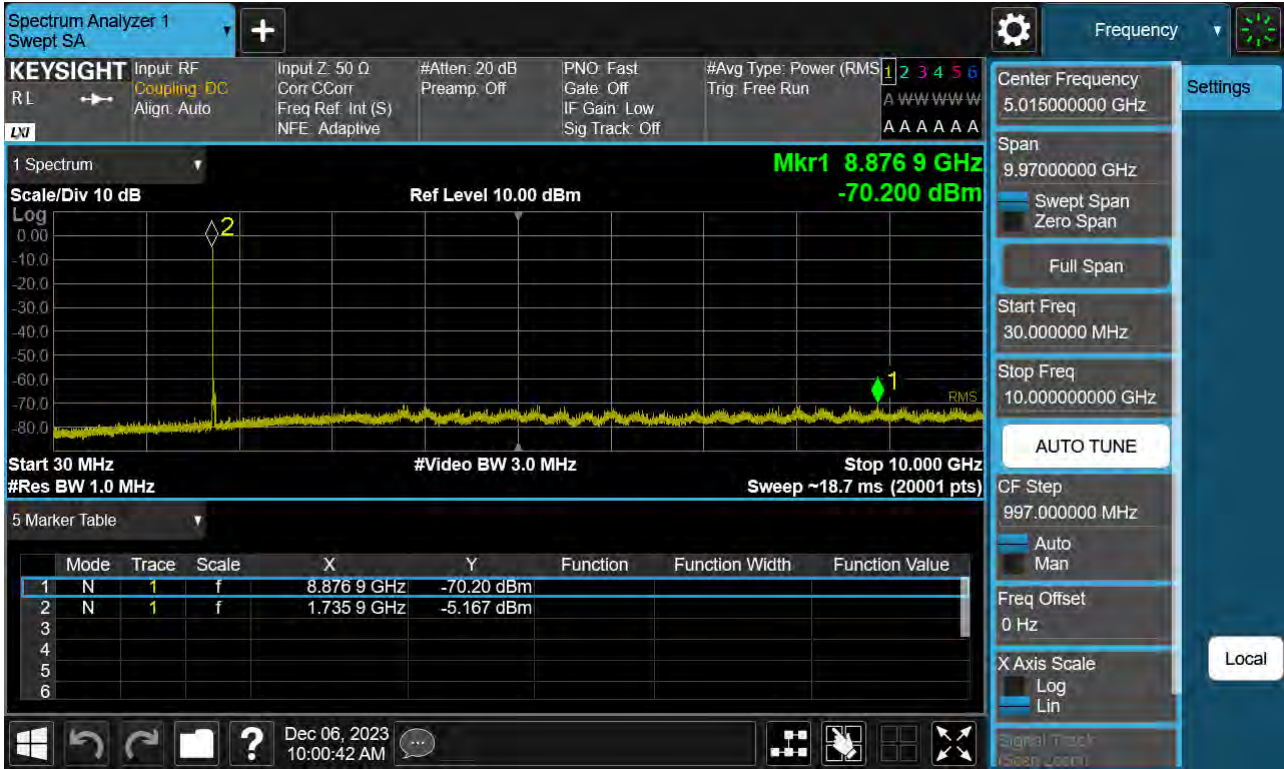 Spectrum Analyzer 1
Swept SA
+
Frequency
KEYSIGHT
RL
LXI
Input: RF
Coupling: DC
Align: Auto
Input Z: 50 Ω
Corr CCorr
Freq Ref: Int (S)
NFE: Adaptive
#Atten: 20 dB
Preamp: Off
PNO: Fast
Gate: Off
IF Gain: Low
Sig Track: Off
#Avg Type: Power (RMS
Trig: Free Run
1 2 3 4 5 6
A W W W W W
A A A A A A
1 Spectrum
Mkr1 8.876 9 GHz
Scale/Div 10 dB
Ref Level 10.00 dBm
-70.200 dBm
Log
0.00
-10.0
-20.0
-30.0
-40.0
-50.0
-60.0
-70.0
-80.0
2
1
RMS
Start 30 MHz
#Video BW 3.0 MHz
Stop 10.000 GHz
#Res BW 1.0 MHz
Sweep ~18.7 ms (20001 pts)
5 Marker Table
Mode Trace Scale X Y Function Function Width Function Value
1 N 1 f 8.876 9 GHz -70.20 dBm
2 N 1 f 1.735 9 GHz -5.167 dBm
3
4
5
6
Center Frequency
5.015000000 GHz
Span
9.97000000 GHz
Swept Span
Zero Span
Full Span
Start Freq
30.000000 MHz
Stop Freq
10.000000000 GHz
AUTO TUNE
CF Step
997.000000 MHz
Auto
Man
Freq Offset
0 Hz
X Axis Scale
Log
Lin
Signal Track
(Span Zoom)
Settings
Local
?
Dec 06, 2023
10:00:42 AM